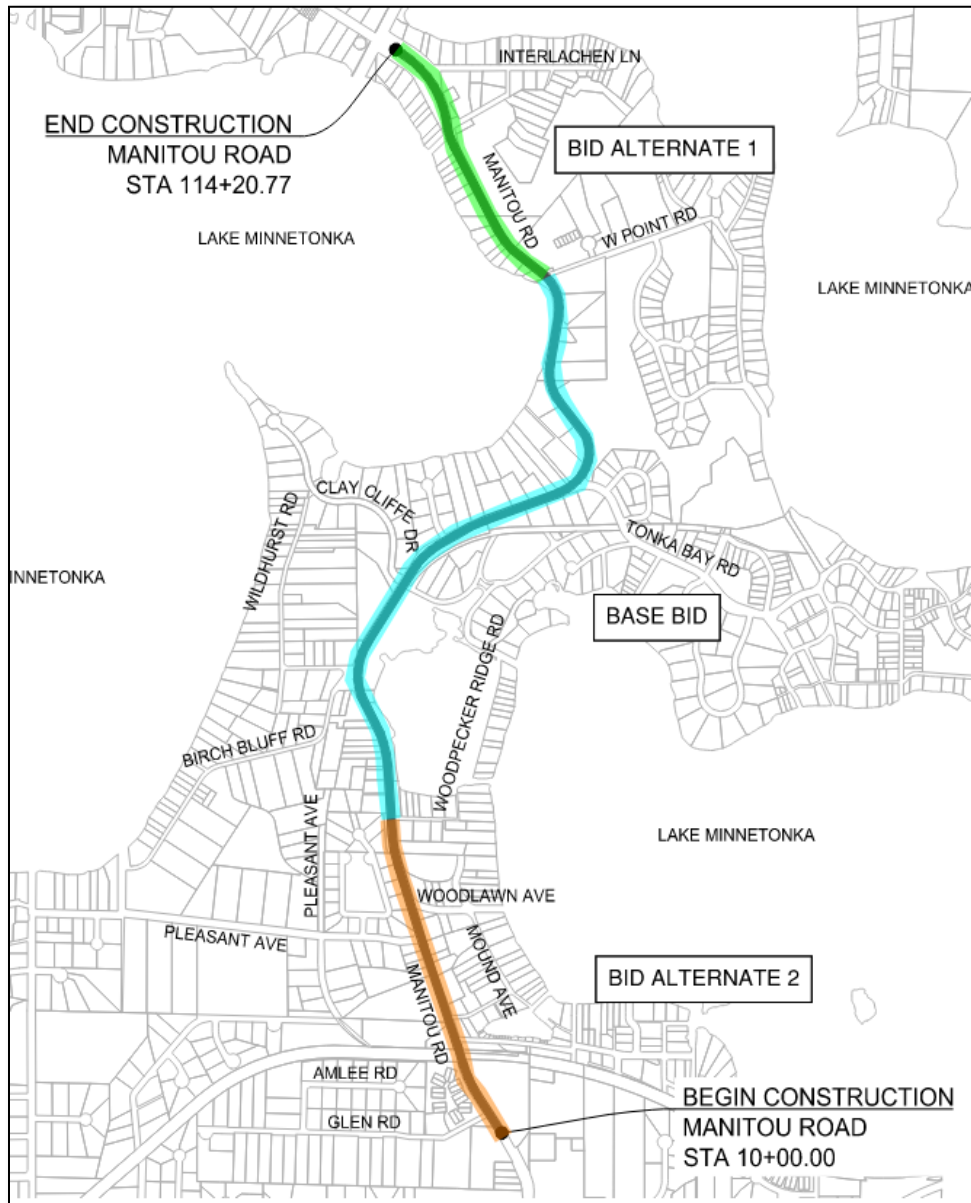 INTERLACHEN LN
END CONSTRUCTION
MANITOU ROAD
STA 114+20.77
BID ALTERNATE 1
MANITOU RD
W POINT RD
LAKE MINNETONKA
LAKE MINNETONKA
CLAY CLIFFE DR
WILDHURST RD
TONKA BAY RD
INNETONKA
BASE BID
WOODPECKER RIDGE RD
BIRCH BLUFF RD
PLEASANT AVE
LAKE MINNETONKA
WOODLAWN AVE
PLEASANT AVE
MOUND AVE
BID ALTERNATE 2
MANITOU RD
AMLEE RD
GLEN RD
BEGIN CONSTRUCTION
MANITOU ROAD
STA 10+00.00